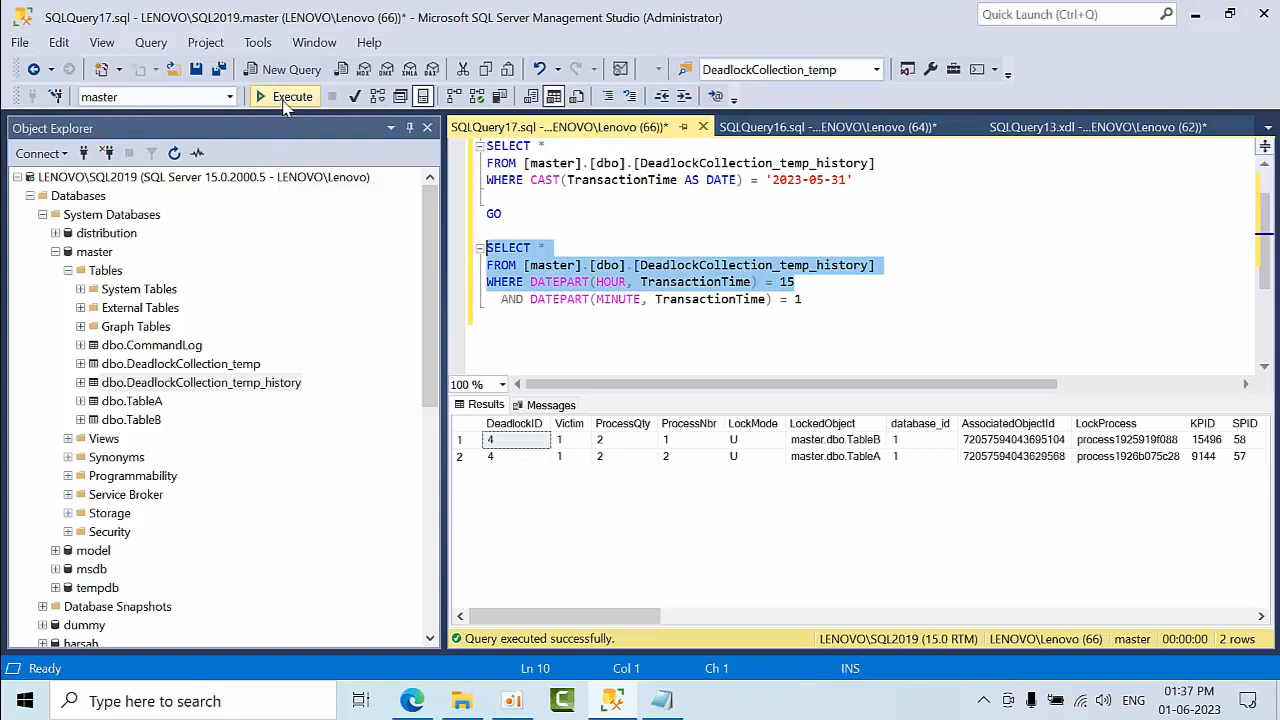 SQLQuery17.sql - LENOVO\SQL2019.master (LENOVO\Lenovo (66))* - Microsoft SQL Server Management Studio (Administrator)
Quick Launch (Ctrl+Q)
File Edit View Query Project Tools Window Help
New Query MDX DMX XMLA DAX DeadlockCollection_temp
master Execute
Object Explorer
Connect
LENOVO\SQL2019 (SQL Server 15.0.2000.5 - LENOVO\Lenovo)
Databases
System Databases
distribution
master
Tables
System Tables
External Tables
Graph Tables
dbo.CommandLog
dbo.DeadlockCollection_temp
dbo.DeadlockCollection_temp_history
dbo.TableA
dbo.TableB
Views
Synonyms
Programmability
Service Broker
Storage
Security
model
msdb
tempdb
Database Snapshots
dummy
barsah
SQLQuery17.sql -...ENOVO\Lenovo (66))* SQLQuery16.sql -...ENOVO\Lenovo (64))* SQLQuery13.xdl -...ENOVO\Lenovo (62))*
SELECT *
FROM [master].[dbo].[DeadlockCollection_temp_history]
WHERE CAST(TransactionTime AS DATE) = '2023-05-31'
GO
SELECT *
FROM [master].[dbo].[DeadlockCollection_temp_history]
WHERE DATEPART(HOUR, TransactionTime) = 15
AND DATEPART(MINUTE, TransactionTime) = 1
100 %
Results Messages
DeadlockID Victim ProcessQty ProcessNbr LockMode LockedObject database_id AssociatedObjectId LockProcess KPID SPID
1 4 1 2 1 U master.dbo.TableB 1 72057594043695104 process1925919f088 15496 58
2 4 1 2 2 U master.dbo.TableA 1 72057594043629568 process1926b075c28 9144 57
Query executed successfully. LENOVO\SQL2019 (15.0 RTM) LENOVO\Lenovo (66) master 00:00:00 2 rows
Ready Ln 10 Col 1 Ch 1 INS
Type here to search
ENG
01:37 PM
01-06-2023